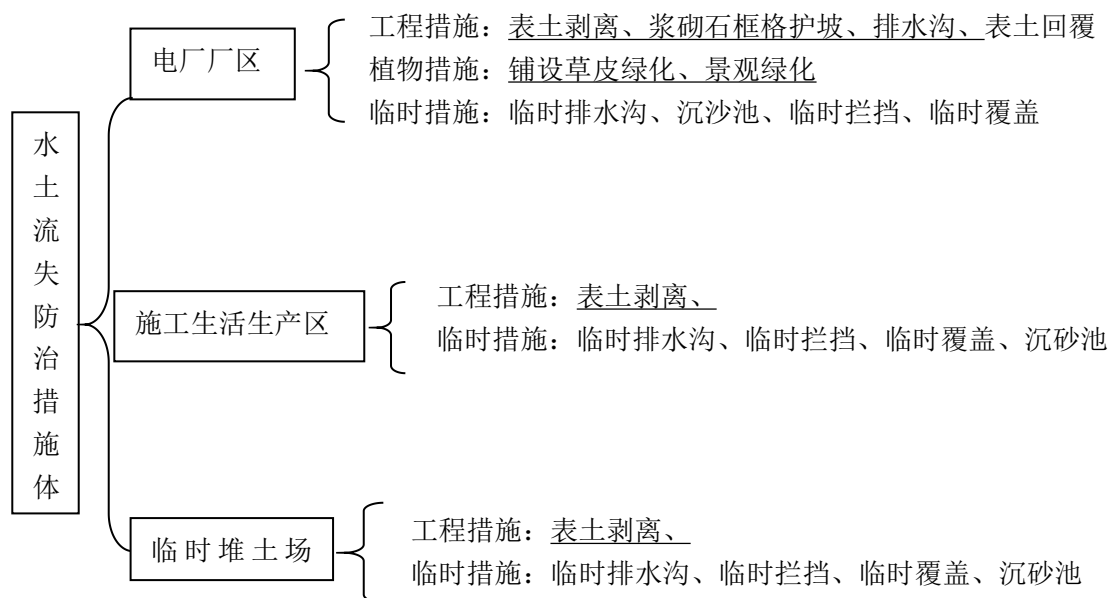 工程措施：表土剥离、浆砌石框格护坡、排水沟、表土回覆
电厂厂区
植物措施：铺设草皮绿化、景观绿化
临时措施：临时排水沟、沉沙池、临时拦挡、临时覆盖
水土流失防治措施体
工程措施：表土剥离、
施工生活生产区
临时措施：临时排水沟、临时拦挡、临时覆盖、沉砂池
工程措施：表土剥离、
临时堆土场
临时措施：临时排水沟、临时拦挡、临时覆盖、沉砂池